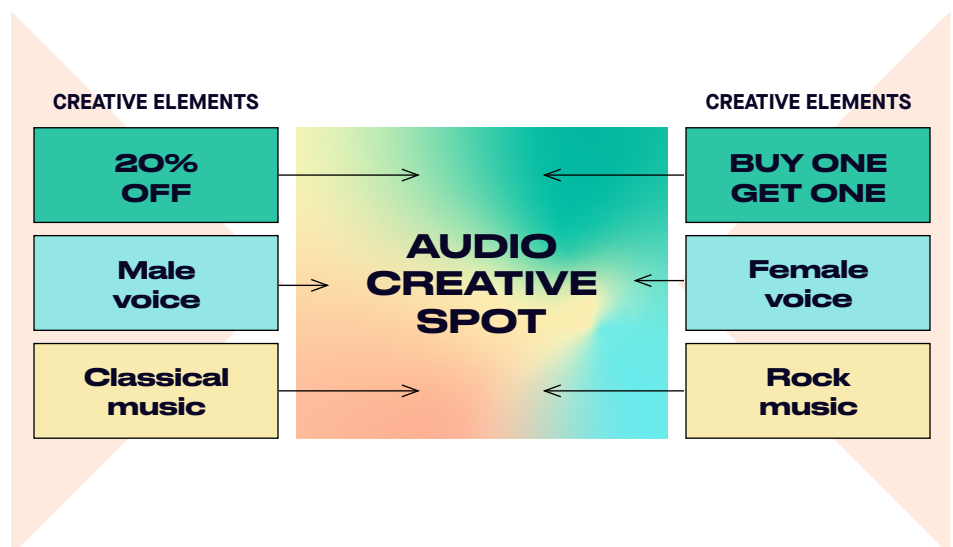 CREATIVE ELEMENTS
20%
OFF
Male
voice
Classical
music
AUDIO
CREATIVE
SPOT
CREATIVE ELEMENTS
BUY ONE
GET ONE
Female
voice
Rock
music